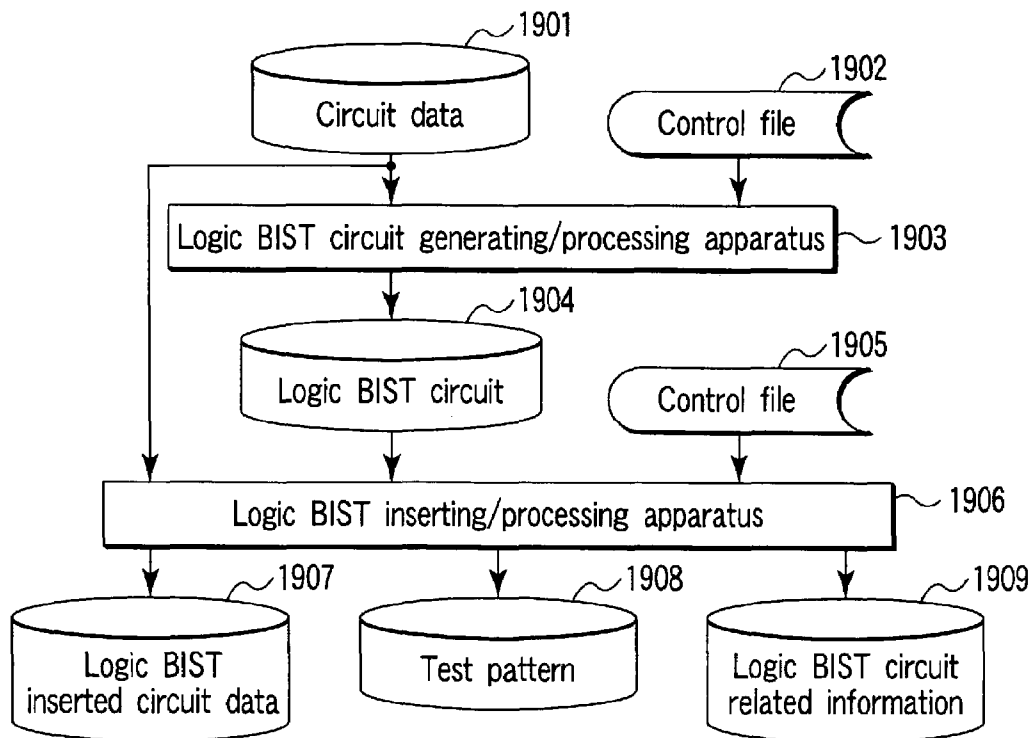 1901
Circuit data
1902
Control file
Logic BIST circuit generating/processing apparatus
1903
1904
Logic BIST circuit
1905
Control file
Logic BIST inserting/processing apparatus
1906
1907
Logic BIST
inserted circuit data
1908
Test pattern
1909
Logic BIST circuit
related information